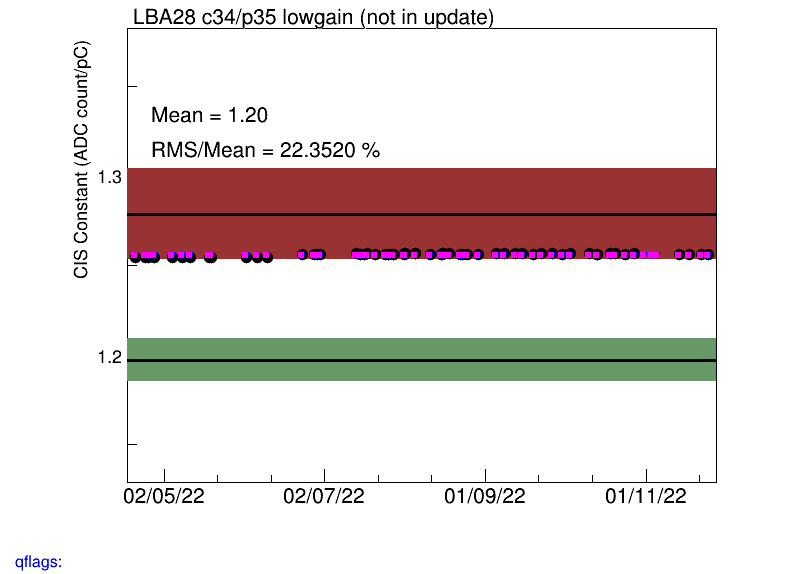 LBA28 c34/p35 lowgain (not in update)
CIS Constant (ADC count/pC)
Mean = 1.20
RMS/Mean = 22.3520 %
1.3
1.2
02/05/22 02/07/22 01/09/22 01/11/22
qflags: